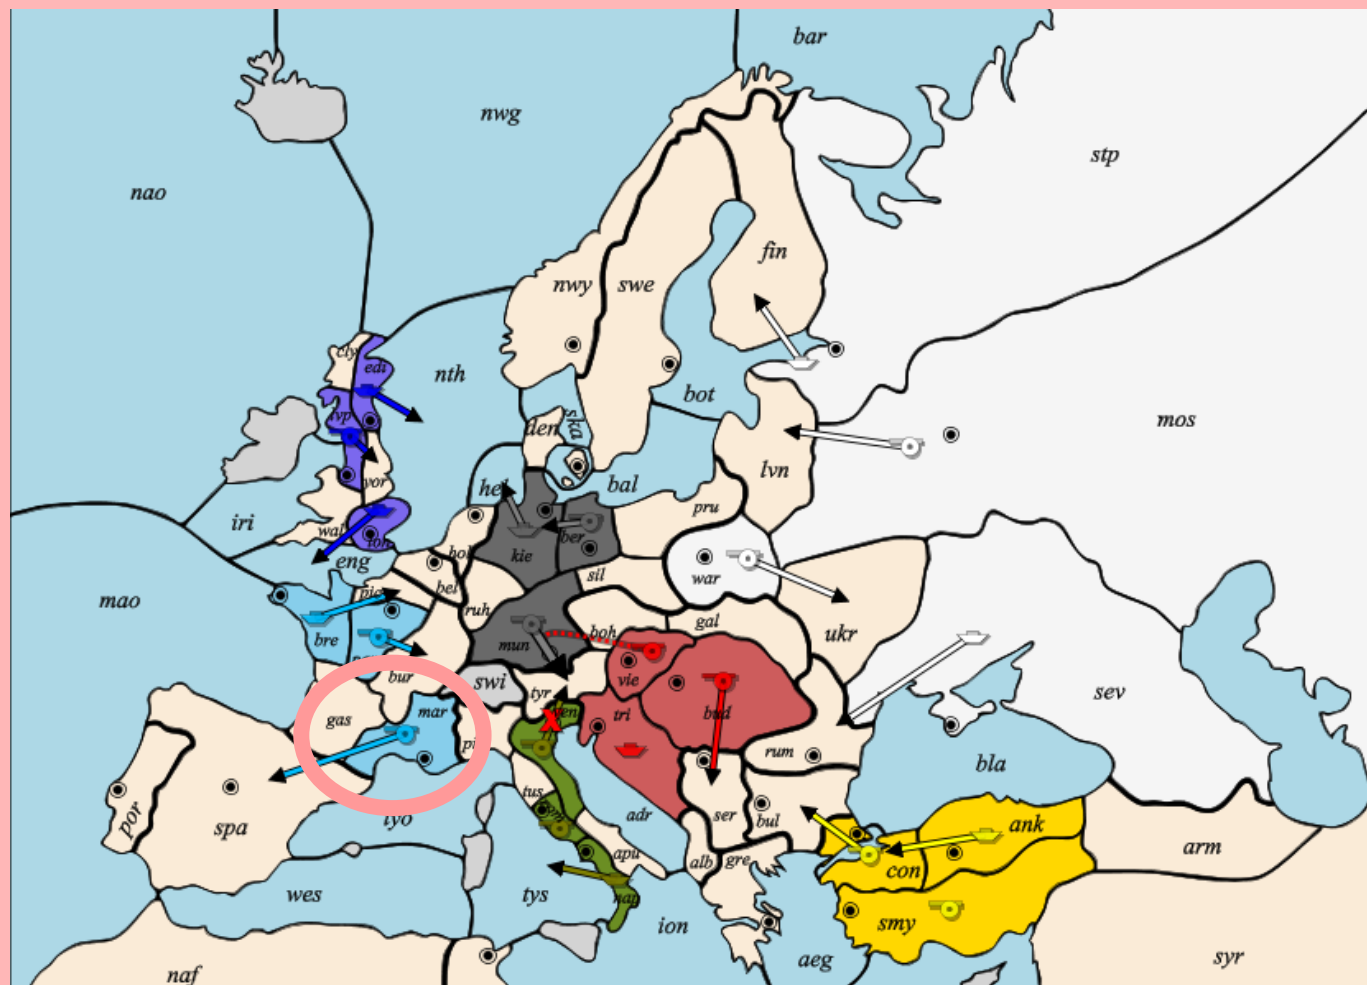 bar
nwg
stp
nao
fin
nwy
swe
cly
edi
nth
bot
mos
lvp
den
ska
lvn
yor
hel
bal
pru
iri
wal
lon
eng
hol
kie
ber
war
mao
bel
sil
pic
ruh
gal
ukr
bre
mun
boh
bur
swi
tyr
vie
sev
gas
mar
ven
tri
bud
rum
bla
por
spa
tus
adr
ser
bul
ank
lyo
rom
apu
alb
gre
con
arm
wes
tys
nap
ion
smy
aeg
syr
naf